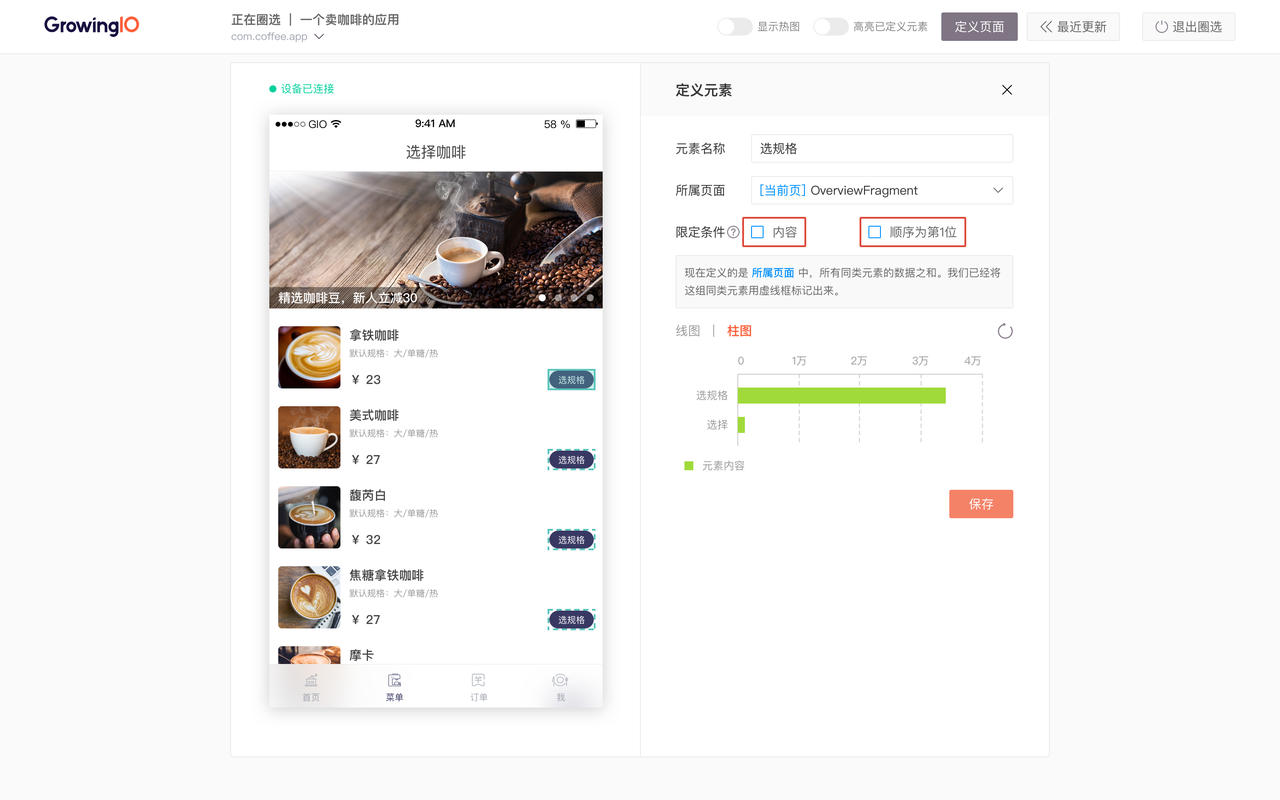 GrowingIO
正在圈选 | 一个卖咖啡的应用
com.coffee.app
显示热图
高亮已定义元素
定义页面
最近更新
退出圈选
设备已连接
GIO
9:41 AM
58 %
选择咖啡
精选咖啡豆，新人立减30
拿铁咖啡
默认规格：大/单糖/热
¥ 23
选规格
美式咖啡
默认规格：大/单糖/热
¥ 27
选规格
馥芮白
默认规格：大/单糖/热
¥ 32
选规格
焦糖拿铁咖啡
默认规格：大/单糖/热
¥ 27
选规格
摩卡
首页
菜单
订单
我
定义元素
元素名称
选规格
所属页面
[当前页] OverviewFragment
限定条件
?
内容
顺序为第1位
现在定义的是 所属页面 中，所有同类元素的数据之和。我们已经将
这组同类元素用虚线框标记出来。
线图 | 柱图
0 1万 2万 3万 4万
选规格
选择
元素内容
保存